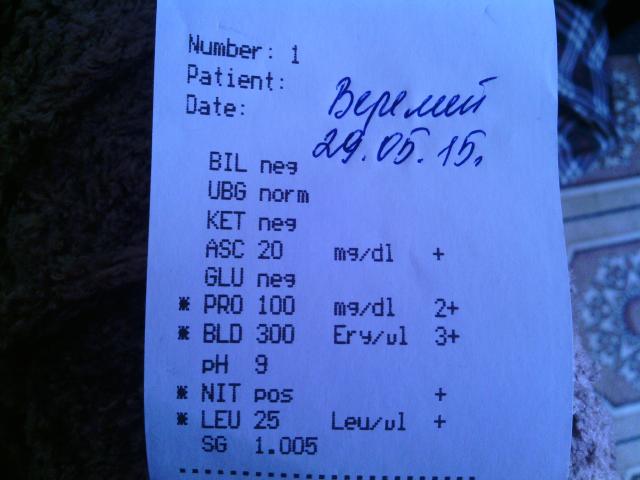 Number: 1
Patient: Веремей
Date: 29.05.15.
BIL neg
UBG norm
KET neg
ASC 20 mg/dl +
GLU neg
* PRO 100 mg/dl 2+
* BLD 300 Ery/ul 3+
pH 9
* NIT pos +
* LEU 25 Leu/ul +
SG 1.005